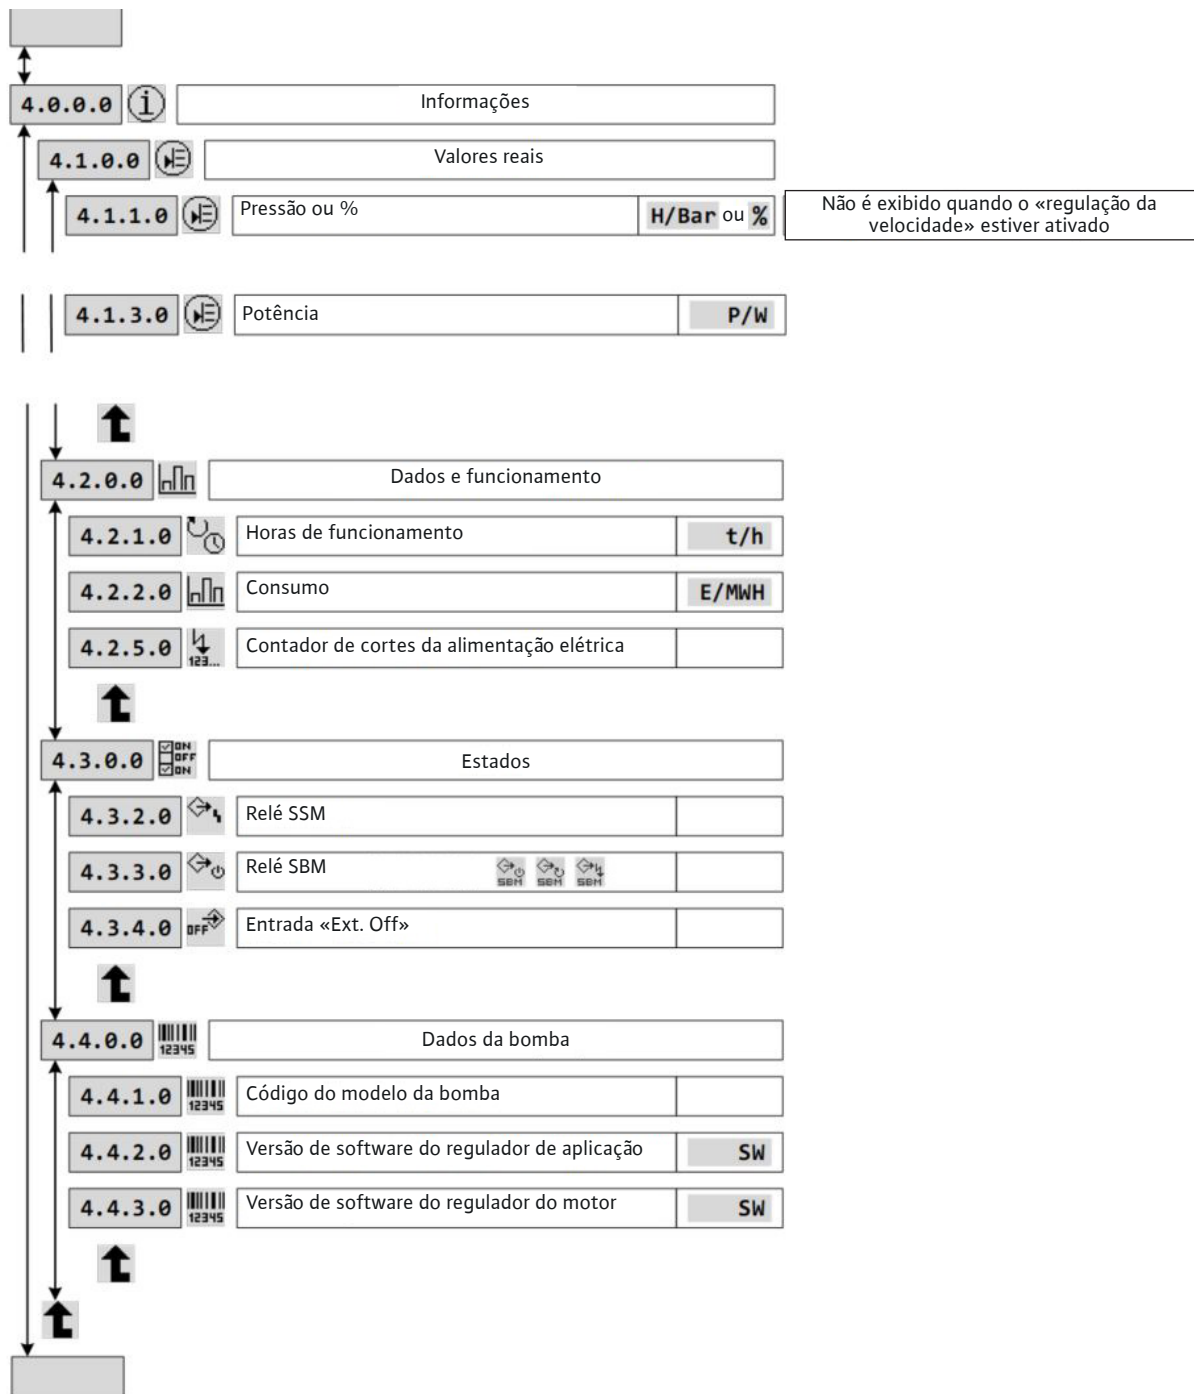 4.0.0.0 Informações
4.1.0.0 Valores reais
4.1.1.0 Pressão ou % H/Bar ou %
Não é exibido quando o «regulação da
velocidade» estiver ativado
4.1.3.0 Potência P/W
4.2.0.0 Dados e funcionamento
4.2.1.0 Horas de funcionamento t/h
4.2.2.0 Consumo E/MWH
4.2.5.0 123... Contador de cortes da alimentação elétrica
4.3.0.0 ON OFF ON Estados
4.3.2.0 Relé SSM
4.3.3.0 Relé SBM SBM SBM SBM
4.3.4.0 OFF Entrada «Ext. Off»
4.4.0.0 12345 Dados da bomba
4.4.1.0 12345 Código do modelo da bomba
4.4.2.0 12345 Versão de software do regulador de aplicação SW
4.4.3.0 12345 Versão de software do regulador do motor SW